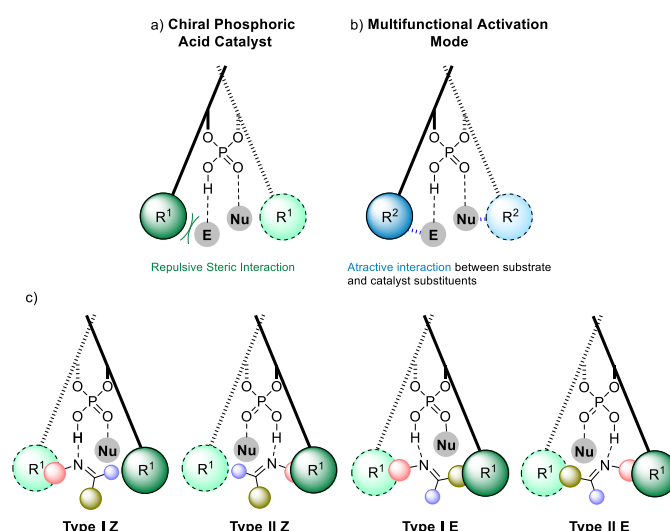 a) Chiral Phosphoric
Acid Catalyst
b) Multifunctional Activation
Mode
O O
P
O O
H
R1
E
Nu
R1
O O
P
O O
H
R2
E
Nu
R2
Repulsive Steric Interaction
Atractive interaction between substrate
and catalyst substituents
c)
O O
P
O O
H
Nu
R1
N
R1
O O
P
O O
H
Nu
R1
N
R1
O O
P
O O
H
Nu
R1
N
R1
O O
P
O O
H
Nu
R1
N
R1
Type I Z
Type II Z
Type I E
Type II E